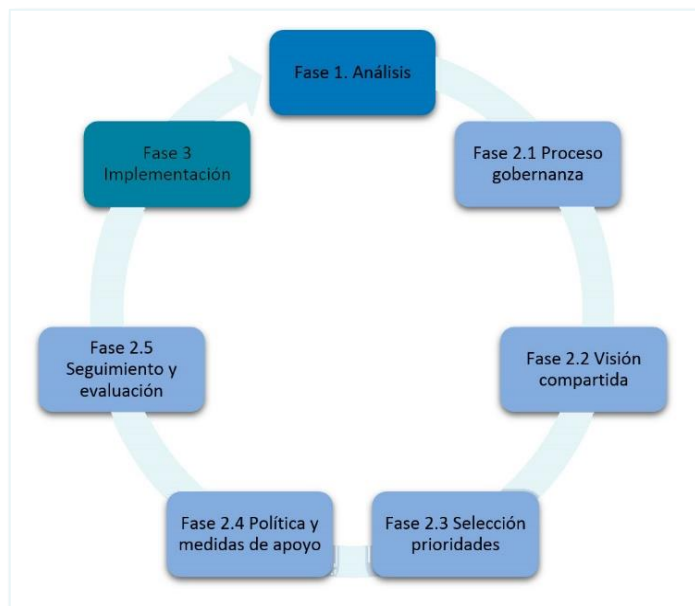 Fase 1. Análisis
Fase 2.1 Proceso
gobernanza
Fase 2.2 Visión
compartida
Fase 2.3 Selección
prioridades
Fase 2.4 Política y
medidas de apoyo
Fase 2.5
Seguimiento y
evaluación
Fase 3
Implementación